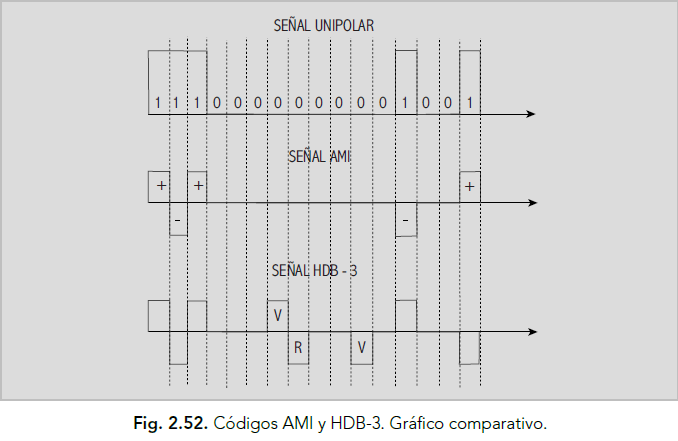 SEÑAL UNIPOLAR
1 1 1 0 0 0 0 0 0 0 0 0 1 0 0 1
SEÑAL AMI
+ - + - +
SEÑAL HDB - 3
V R V
Fig. 2.52. Códigos AMI y HDB-3. Gráfico comparativo.